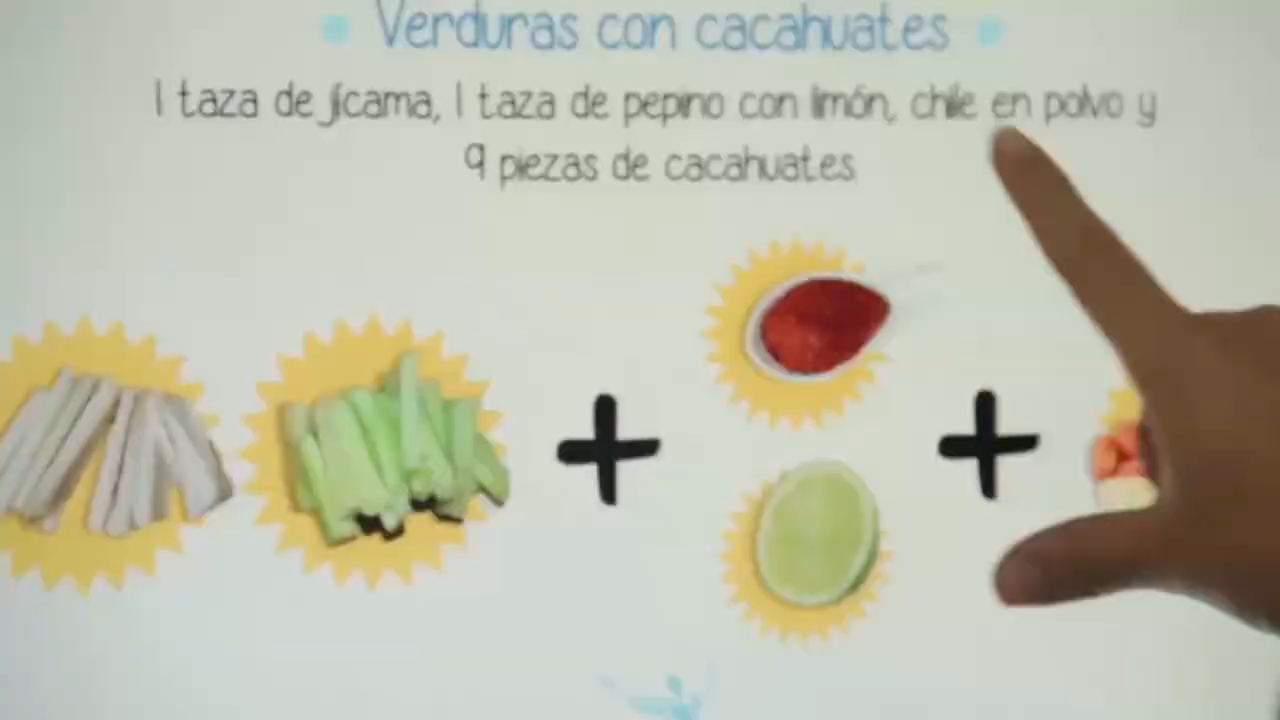 Verduras con cacahuates
1 taza de jícama, 1 taza de pepino con limón, chile en polvo y
9 piezas de cacahuates